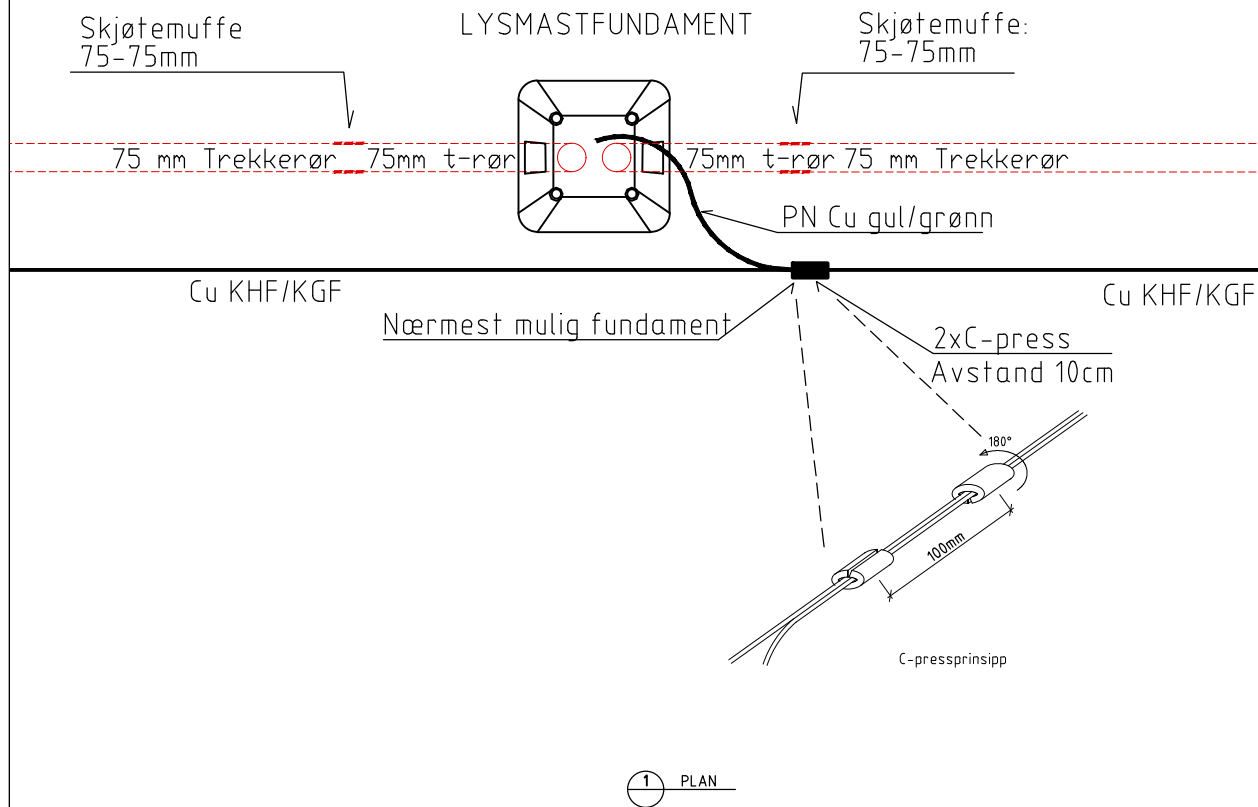 LYSMASTFUNDAMENT
Skjøtemuffe
75-75mm
Skjøtemuffe:
75-75mm
75 mm Trekkerør
75mm t-rør
75mm t-rør
75 mm Trekkerør
PN Cu gul/grønn
Cu KHF/KGF
Cu KHF/KGF
Nærmest mulig fundament
2xC-press
Avstand 10cm
180°
100mm
C-pressprinsipp
1 PLAN